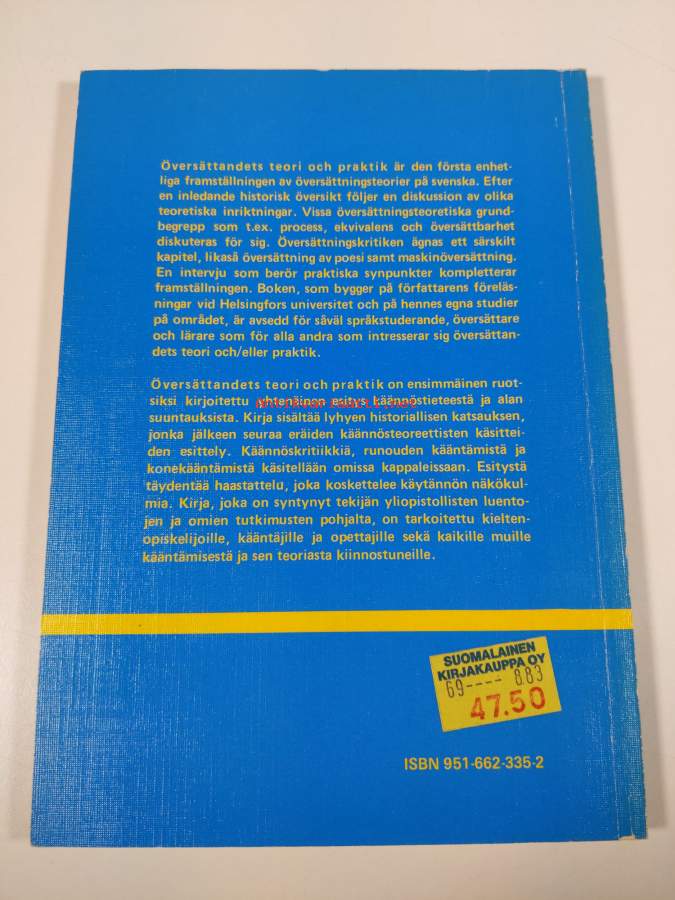 Översättandets teori och praktik är den första enhet-
liga framställningen av översättningsteorier på svenska. Efter
en inledande historisk översikt följer en diskussion av olika
teoretiska inriktningar. Vissa översättningsteoretiska grund-
begrepp som t.ex. process, ekvivalens och översättbarhet
diskuteras för sig. Översättningskritiken ägnas ett särskilt
kapitel, likaså översättning av poesi samt maskinöversättning.
En intervju som berör praktiska synpunkter kompletterar
framställningen. Boken, som bygger på författarens föreläs-
ningar vid Helsingfors universitet och på hennes egna studier
på området, är avsedd för såväl språkstuderande, översättare
och lärare som för alla andra som intresserar sig översättan-
dets teori och/eller praktik.
Översättandets teori och praktik on ensimmäinen ruot-
siksi kirjoitettu yhtenäinen esitys käännöstieteestä ja alan
suuntauksista. Kirja sisältää lyhyen historiallisen katsauksen,
jonka jälkeen seuraa eräiden käännösteoreettisten käsittei-
den esittely. Käännöskritiikkiä, runouden kääntämistä ja
konekääntämistä käsitellään omissa kappaleissaan. Esitystä
täydentää haastattelu, joka koskettelee käytännön näkökul-
mia. Kirja, joka on syntynyt tekijän yliopistollisten luento-
jen ja omien tutkimusten pohjalta, on tarkoitettu kielten-
opiskelijoille, kääntäjille ja opettajille sekä kaikille muille
kääntämisestä ja sen teoriasta kiinnostuneille.
SUOMALAINEN
KIRJAKAUPPA OY
69---- 883
47.50
ISBN 951-662-335-2